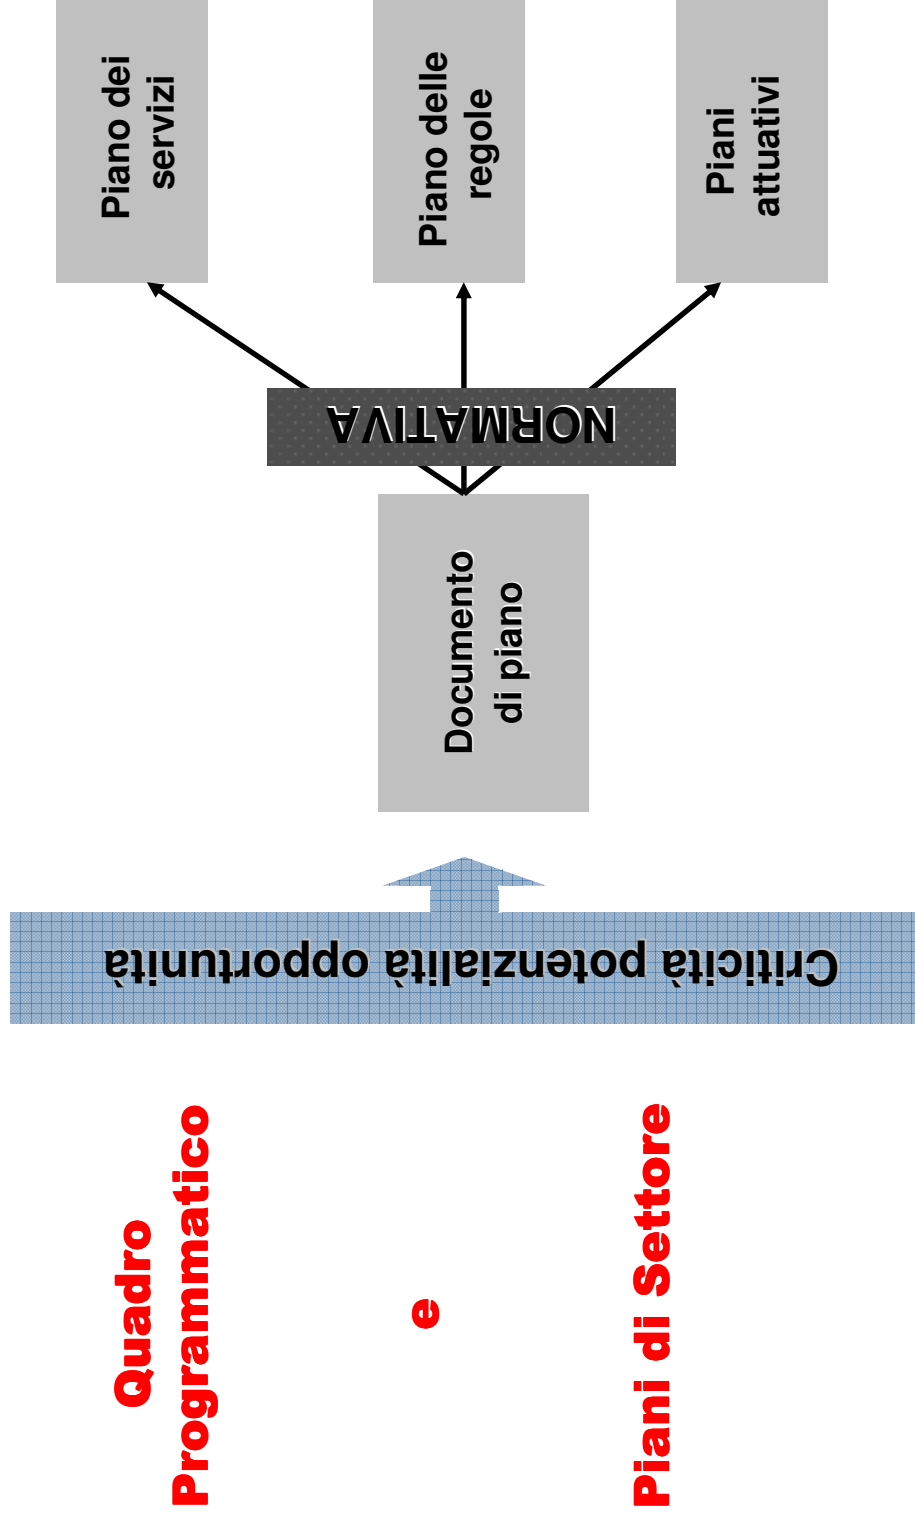 Quadro
Programmatico
e
Piani di Settore
Criticità potenzialità opportunità
Documento
di piano
NORMATIVA
Piano dei
servizi
Piano delle
regole
Piani
attuativi